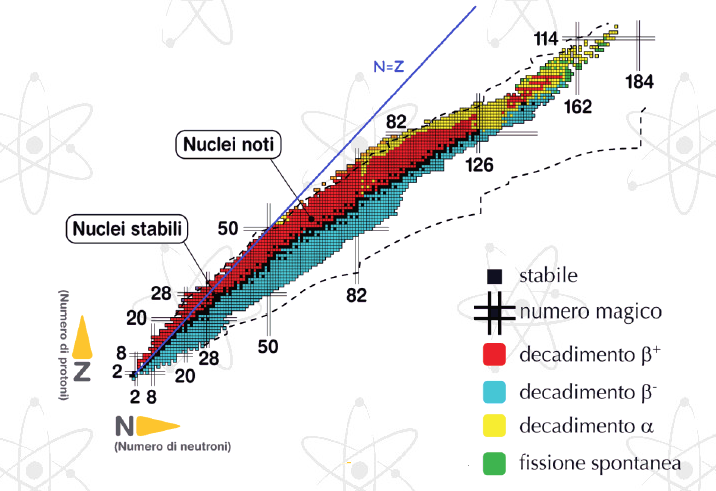 114
184
N=Z
162
82
126
Nuclei noti
50
Nuclei stabili
82
28
20
50
8
28
2
20
2 8
(Numero di protoni)
Z
N
(Numero di neutroni)
stabile
numero magico
decadimento β⁺
decadimento β⁻
decadimento α
fissione spontanea